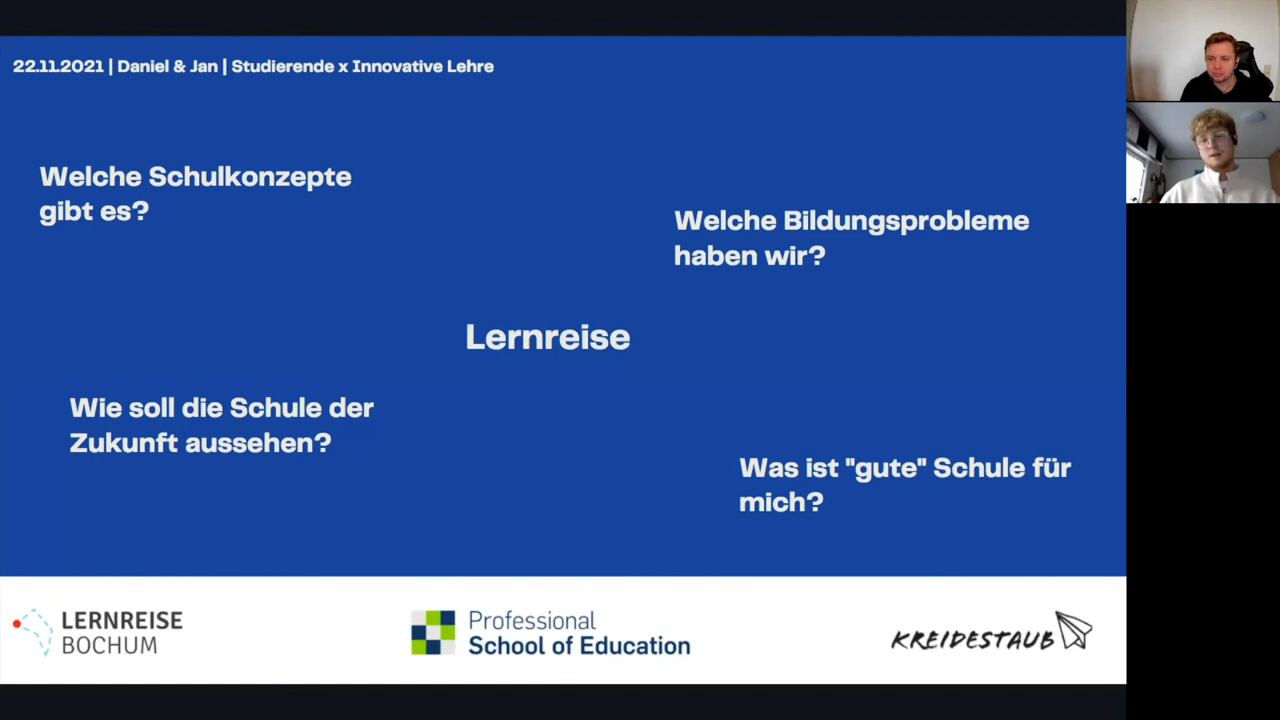 22.11.2021 | Daniel & Jan | Studierende x Innovative Lehre
Welche Schulkonzepte
gibt es?
Welche Bildungsprobleme
haben wir?
Lernreise
Wie soll die Schule der
Zukunft aussehen?
Was ist "gute" Schule für
mich?
LERNREISE
BOCHUM
Professional
School of Education
KREIDESTAUB